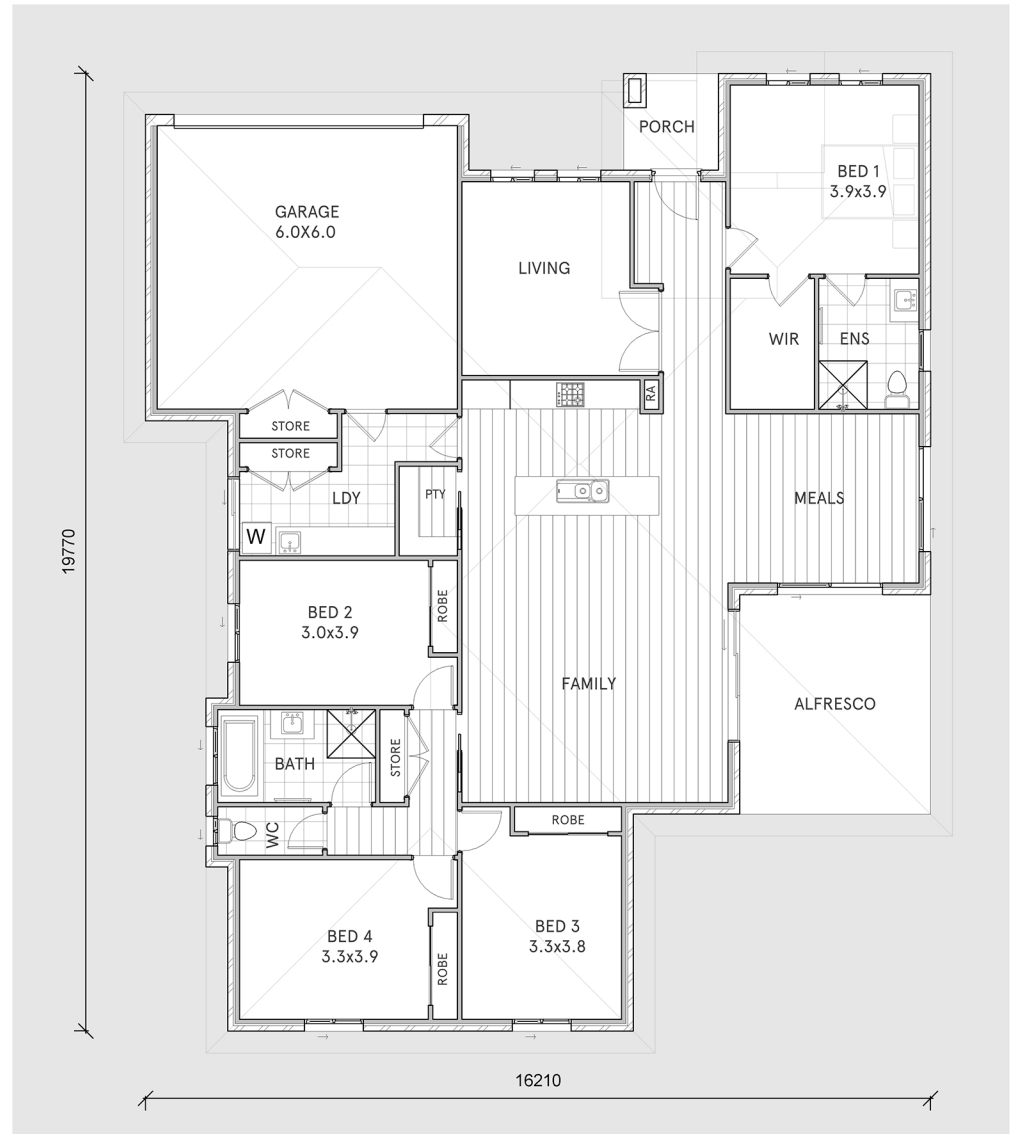 PORCH
BED 1
3.9x3.9
GARAGE
6.0X6.0
LIVING
WIR
ENS
RA
STORE
STORE
LDY
PTY
MEALS
W
19770
BED 2
3.0x3.9
ROBE
FAMILY
ALFRESCO
BATH
STORE
ROBE
WC
BED 3
3.3x3.8
BED 4
3.3x3.9
ROBE
16210